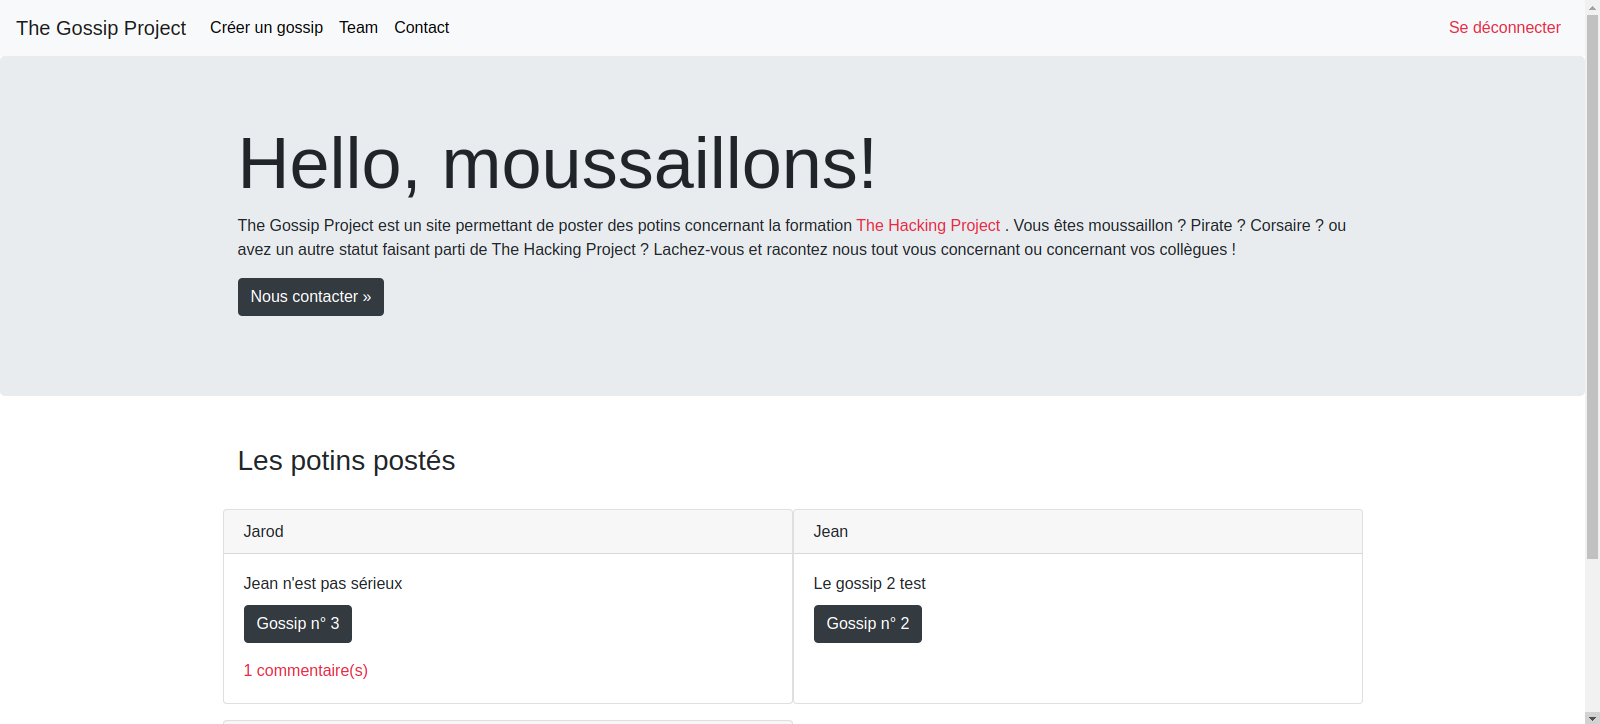 The Gossip Project Créer un gossip Team Contact Se déconnecter
Hello, moussaillons!
The Gossip Project est un site permettant de poster des potins concernant la formation The Hacking Project . Vous êtes moussaillon ? Pirate ? Corsaire ? ou
avez un autre statut faisant parti de The Hacking Project ? Lachez-vous et racontez nous tout vous concernant ou concernant vos collègues !
Nous contacter »
Les potins postés
Jarod
Jean n'est pas sérieux
Gossip n° 3
1 commentaire(s)
Jean
Le gossip 2 test
Gossip n° 2